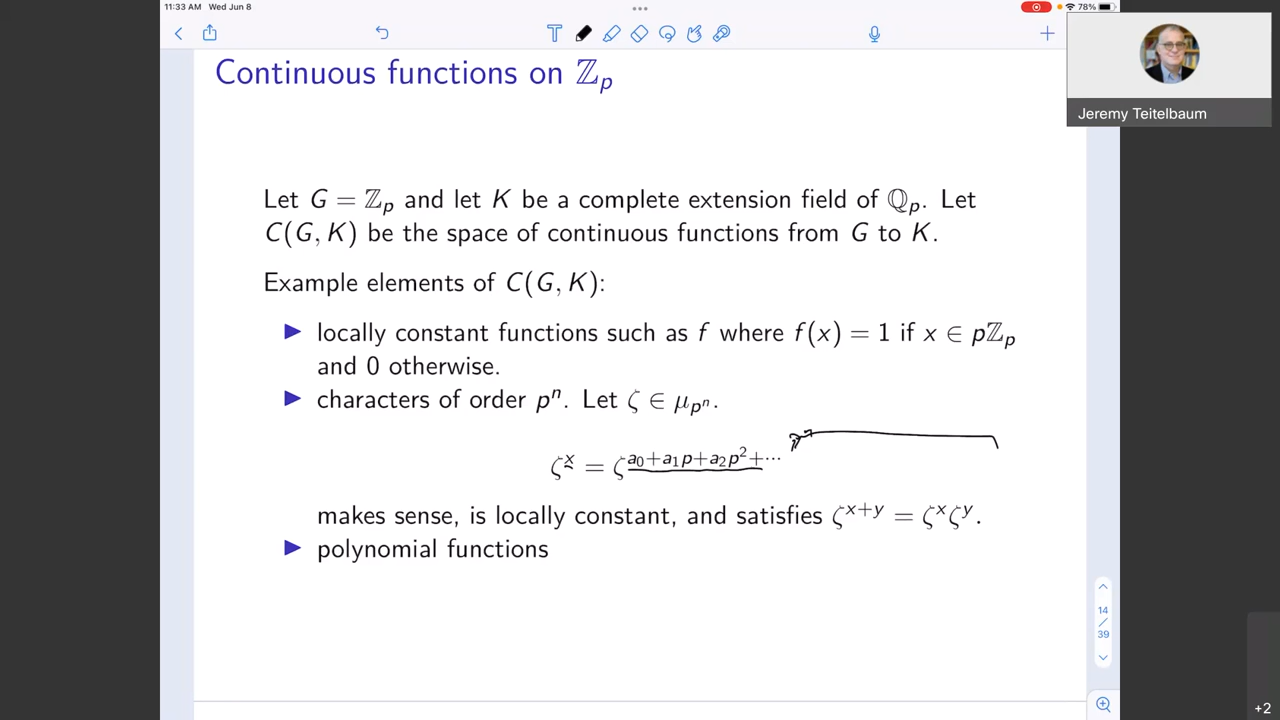 11:33 AM Wed Jun 8
78%
Continuous functions on ℤ_p
Jeremy Teitelbaum
Let G = ℤ_p and let K be a complete extension field of ℚ_p. Let
C(G, K) be the space of continuous functions from G to K.
Example elements of C(G, K):
▶ locally constant functions such as f where f(x) = 1 if x ∈ pℤ_p
and 0 otherwise.
▶ characters of order p^n. Let ζ ∈ μ_{p^n}.
ζ^x = ζ^{a_0+a_1p+a_2p^2+⋯}
makes sense, is locally constant, and satisfies ζ^{x+y} = ζ^xζ^y.
▶ polynomial functions
14
/
39
+2